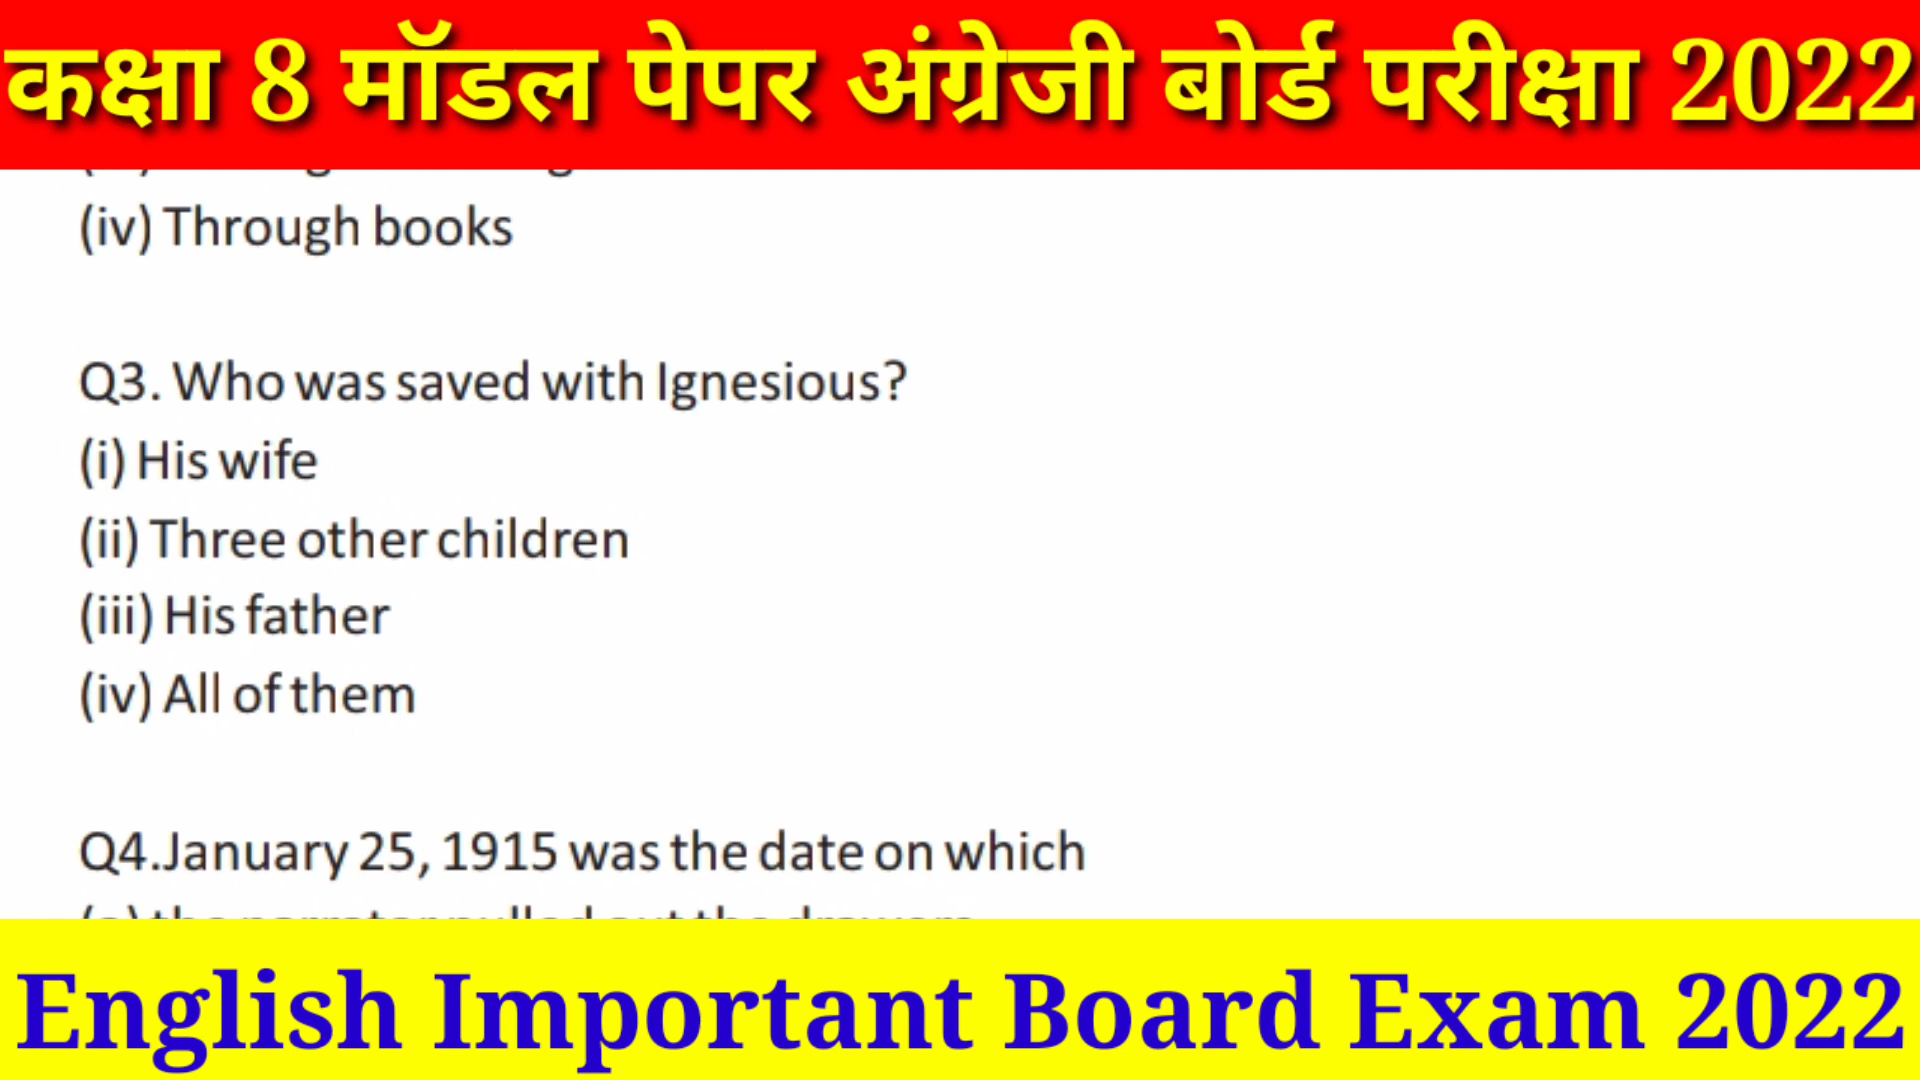 कक्षा 8 मॉडल पेपर अंग्रेजी बोर्ड परीक्षा 2022
(iv) Through books
Q3. Who was saved with Ignesious?
(i) His wife
(ii) Three other children
(iii) His father
(iv) All of them
Q4.January 25, 1915 was the date on which
English Important Board Exam 2022